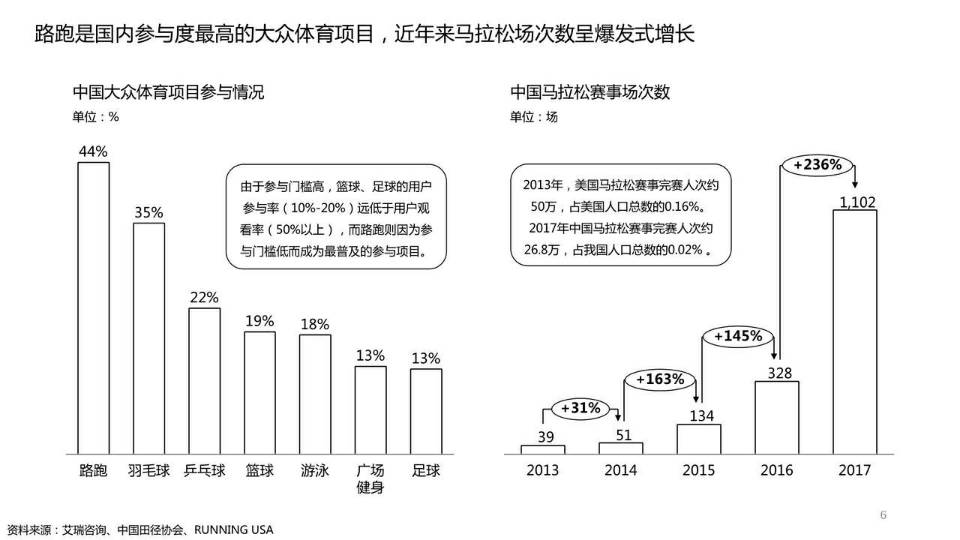 路跑是国内参与度最高的大众体育项目，近年来马拉松场次数呈爆发式增长
中国大众体育项目参与情况
单位：%
44%
35%
22%
19%
18%
13%
13%
由于参与门槛高，篮球、足球的用户
参与率（10%-20%）远低于用户观
看率（50%以上），而路跑则因为参
与门槛低而成为最普及的参与项目。
路跑
羽毛球
乒乓球
篮球
游泳
广场
健身
足球
中国马拉松赛事场次数
单位：场
2013年，美国马拉松赛事完赛人次约
50万，占美国人口总数的0.16%。
2017年中国马拉松赛事完赛人次约
26.8万，占我国人口总数的0.02% 。
+31%
+163%
+145%
+236%
39
51
134
328
1,102
2013
2014
2015
2016
2017
6
资料来源：艾瑞咨询、中国田径协会、RUNNING USA